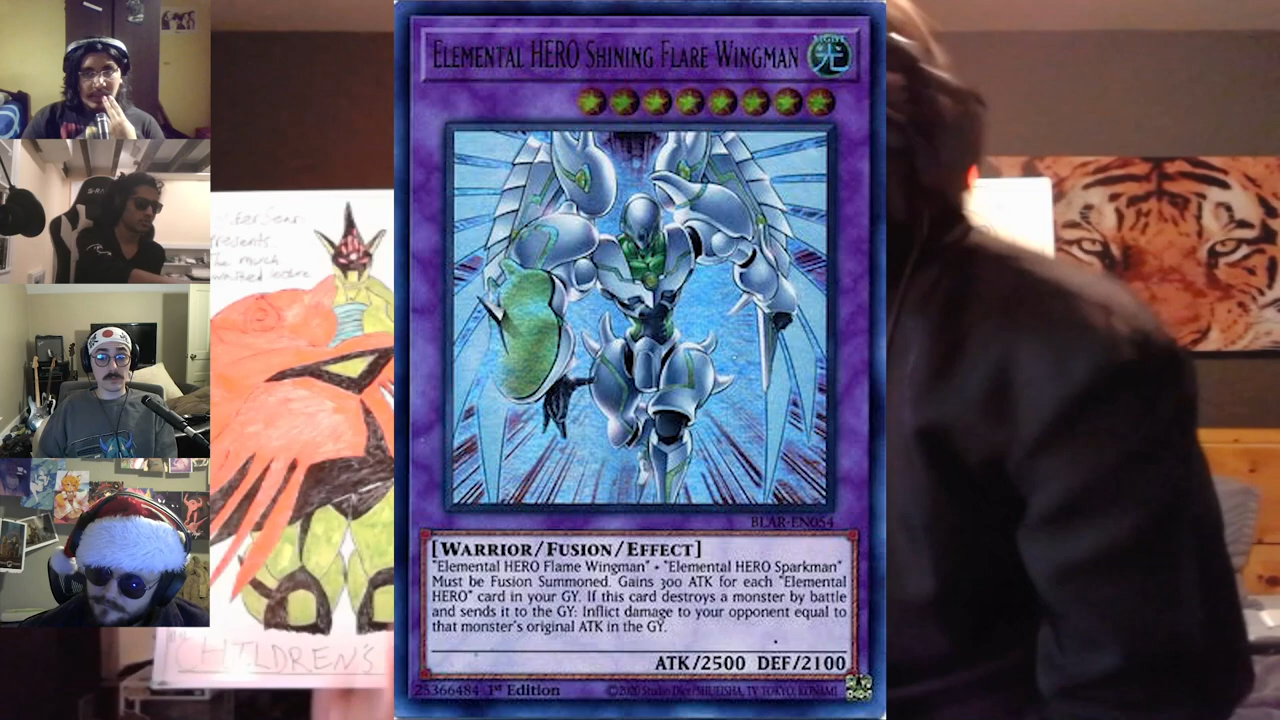 Elemental HERO Shining Flare Wingman
光
BLAR-EN054
[Warrior/Fusion/Effect]
"Elemental HERO Flame Wingman" + "Elemental HERO Sparkman"
Must be Fusion Summoned. Gains 300 ATK for each "Elemental
HERO" card in your GY. If this card destroys a monster by battle
and sends it to the GY: Inflict damage to your opponent equal to
that monster's original ATK in the GY.
ATK/2500 DEF/2100
25366484 1st Edition
©2020 Studio Dice/SHUEISHA, TV TOKYO, KONAMI
presents
The much
lecture
CHILDREN'S